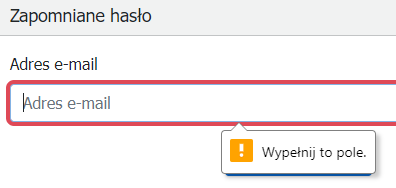 Zapomniane hasło
Adres e-mail
Adres e-mail
Wypełnij to pole.